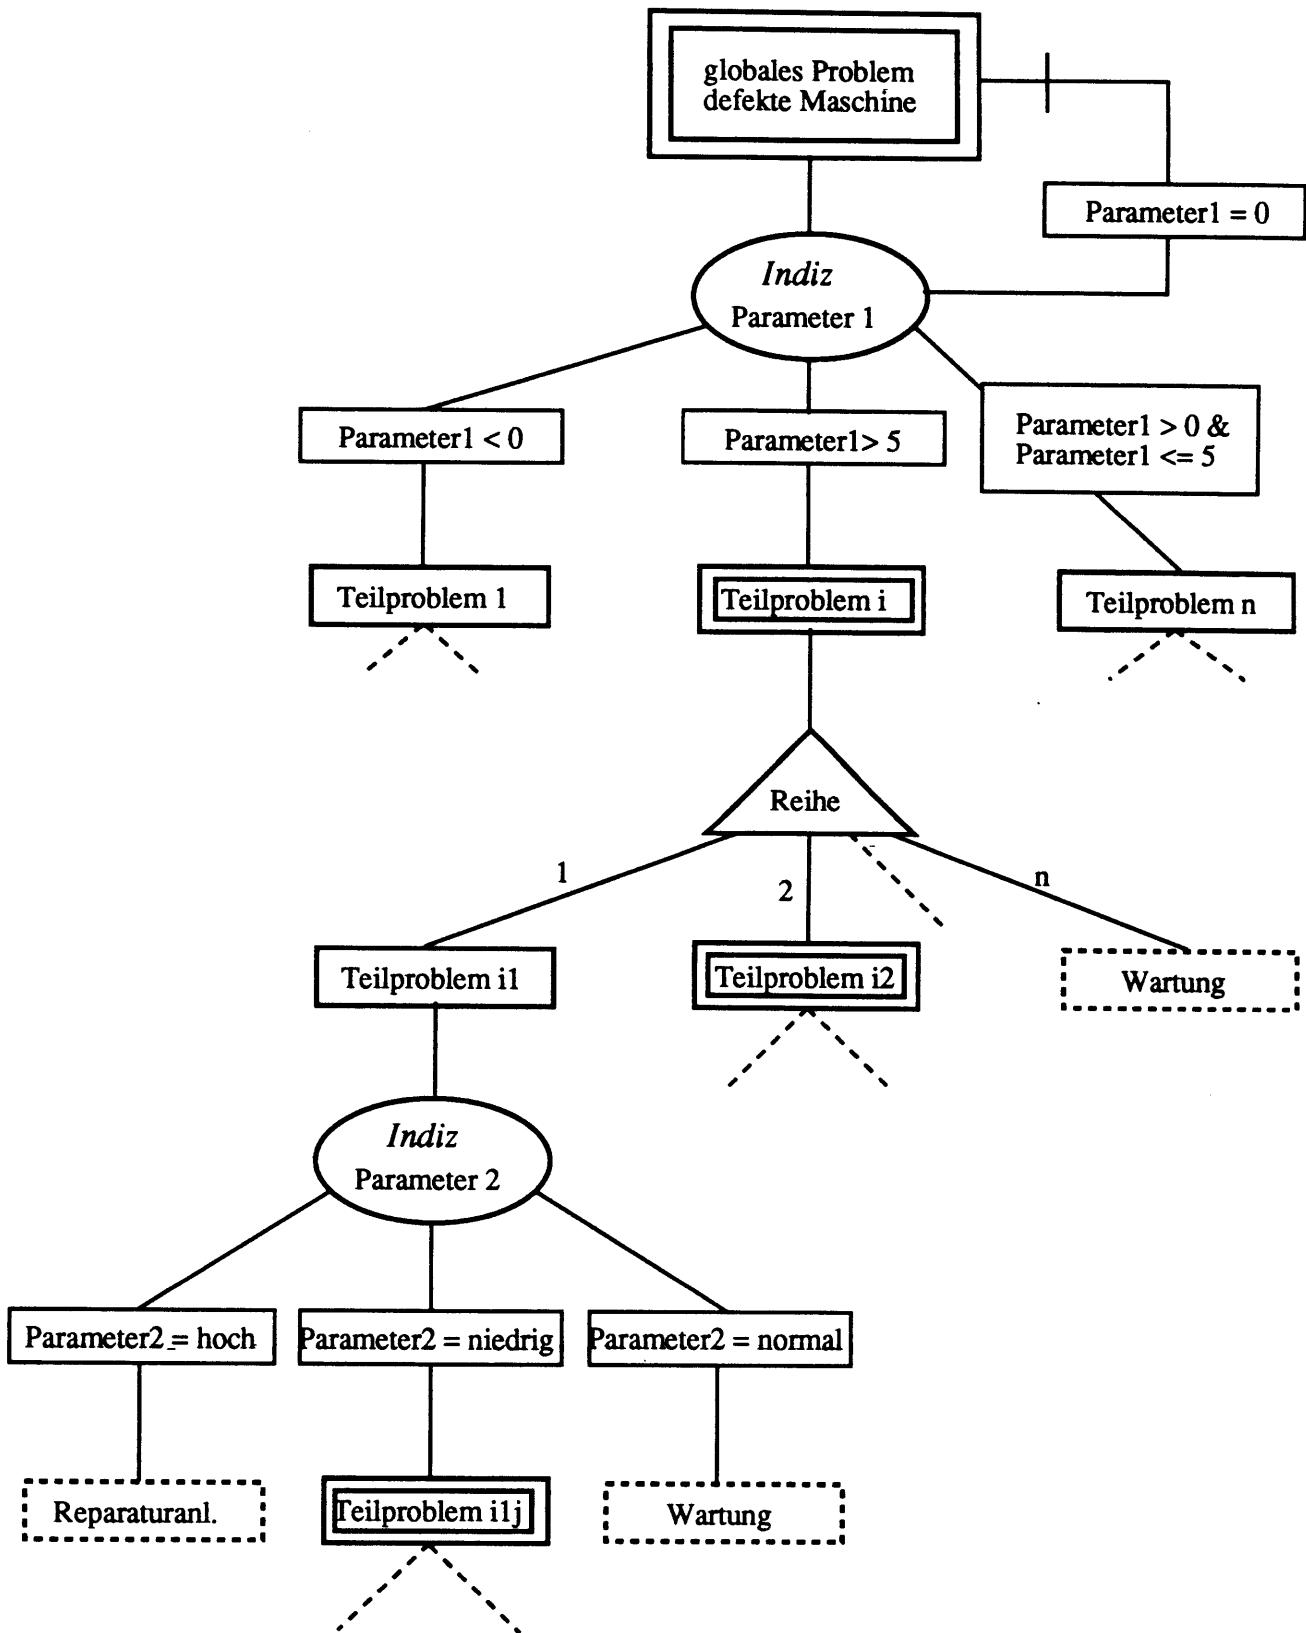 globales Problem
defekte Maschine
Parameter1 = 0
Indiz
Parameter 1
Parameter1 < 0
Parameter1> 5
Parameter1 > 0 &
Parameter1 <= 5
Teilproblem 1
Teilproblem i
Teilproblem n
Reihe
1
2
n
Teilproblem i1
Teilproblem i2
Wartung
Indiz
Parameter 2
Parameter2 = hoch
Parameter2 = niedrig
Parameter2 = normal
Reparaturanl.
Teilproblem i1j
Wartung